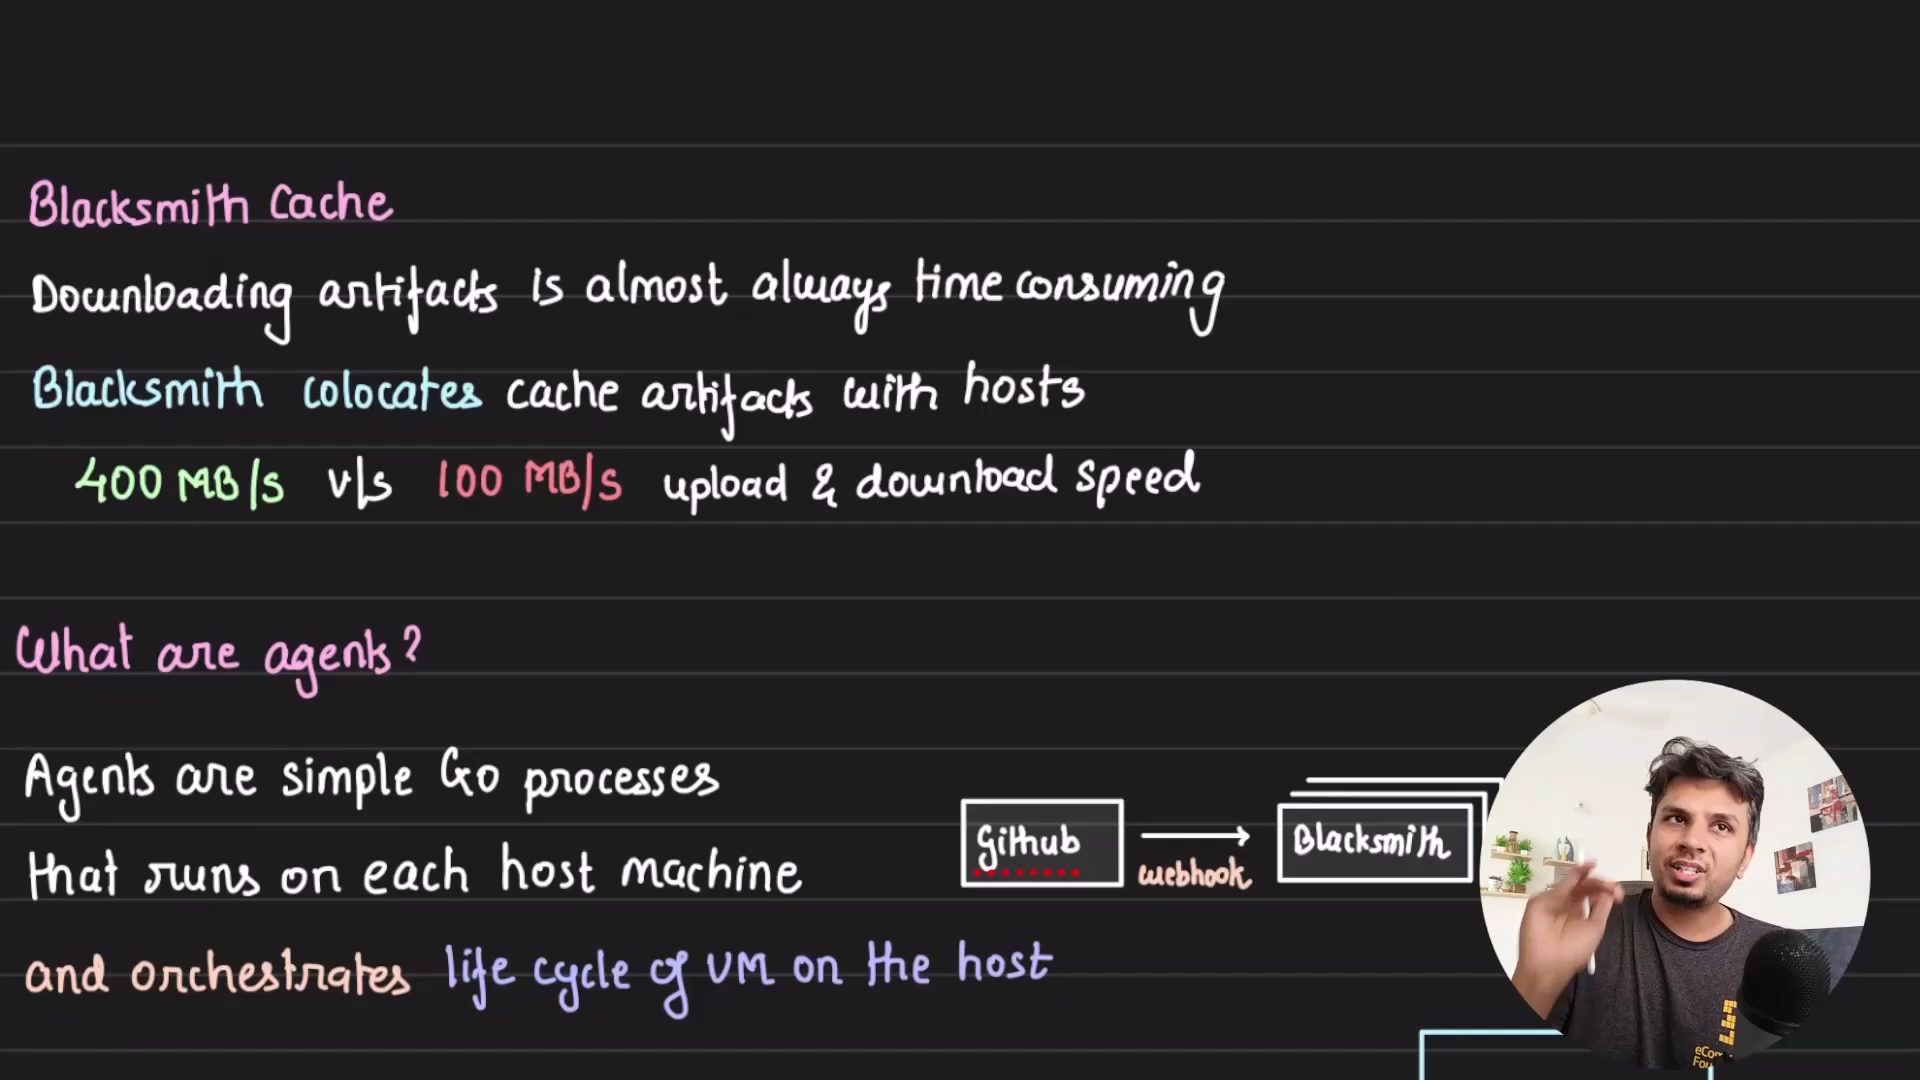 Blacksmith Cache
Downloading artifacts is almost always time consuming
Blacksmith colocates cache artifacts with hosts
400 MB/s v/s 100 MB/s upload & download speed
What are agents?
Agents are simple Go processes
that runs on each host machine
and orchestrates life cycle of VM on the host
Github
webhook
Blacksmith